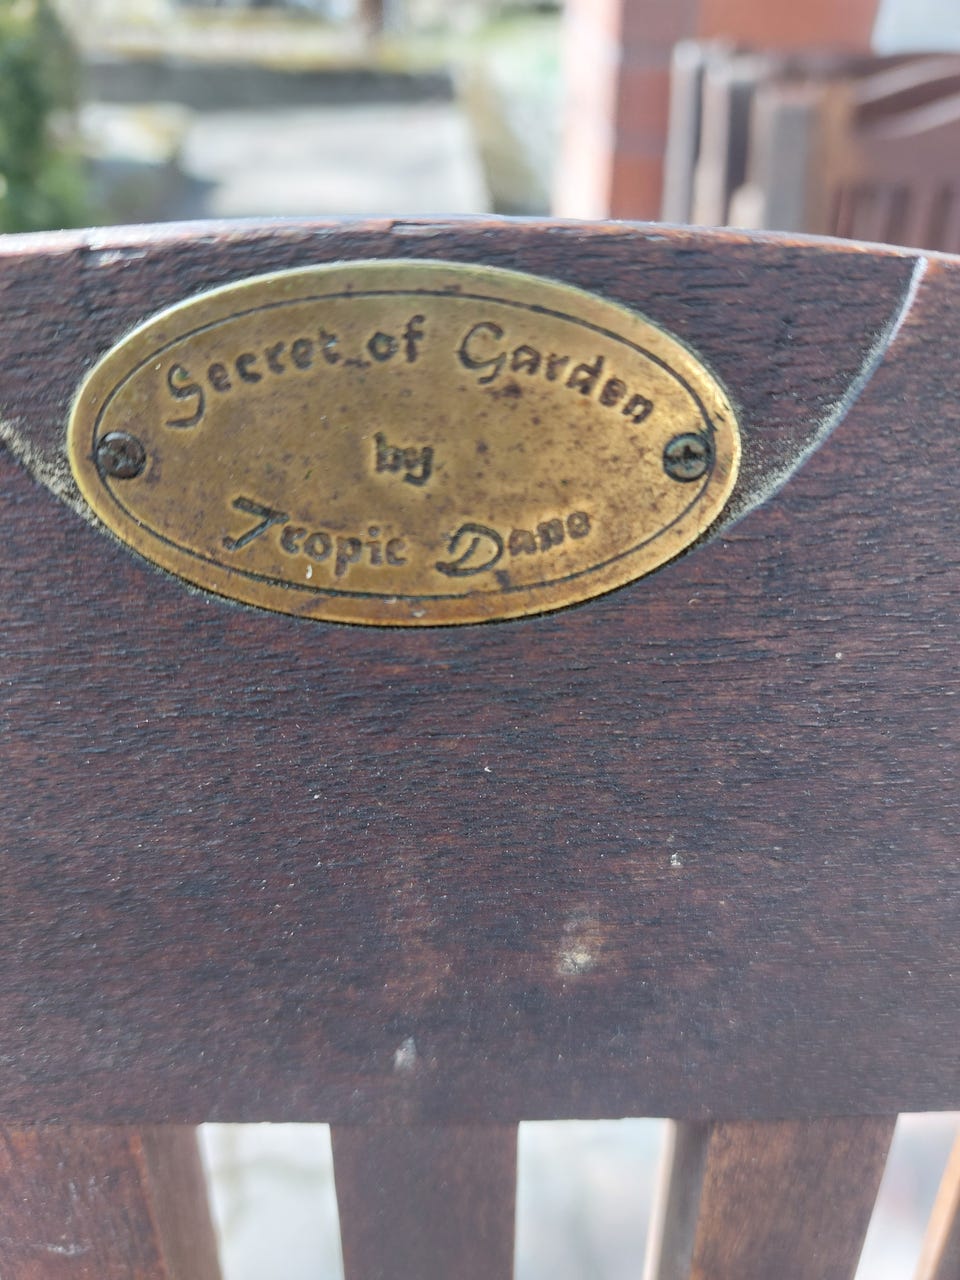 Secret of Garden
by
Tropic Dane